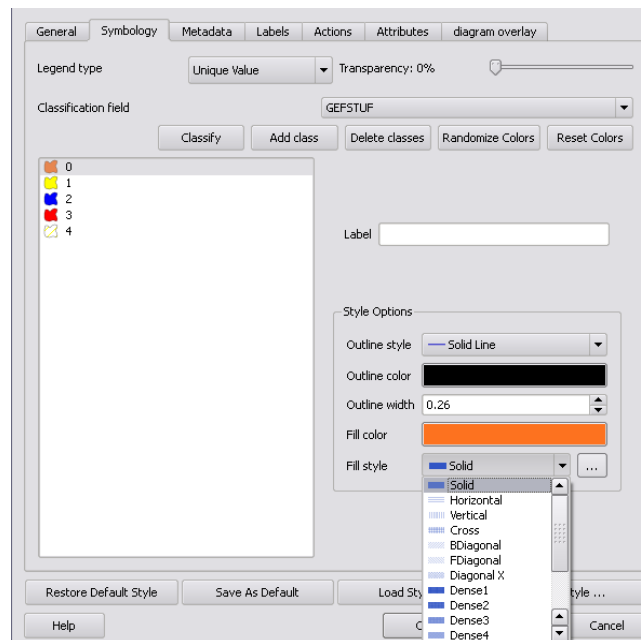 General Symbology Metadata Labels Actions Attributes diagram overlay
Legend type Unique Value Transparency: 0%
Classification field GEFSTUF
Classify Add class Delete classes Randomize Colors Reset Colors
0
1
2
3
4
Label
Style Options
Outline style Solid Line
Outline color
Outline width 0.26
Fill color
Fill style Solid ...
Solid
Horizontal
Vertical
Cross
BDiagonal
FDiagonal
Diagonal X
Dense1
Dense2
Dense3
Dense4
Restore Default Style Save As Default Load Sty tyle ...
Help Cancel